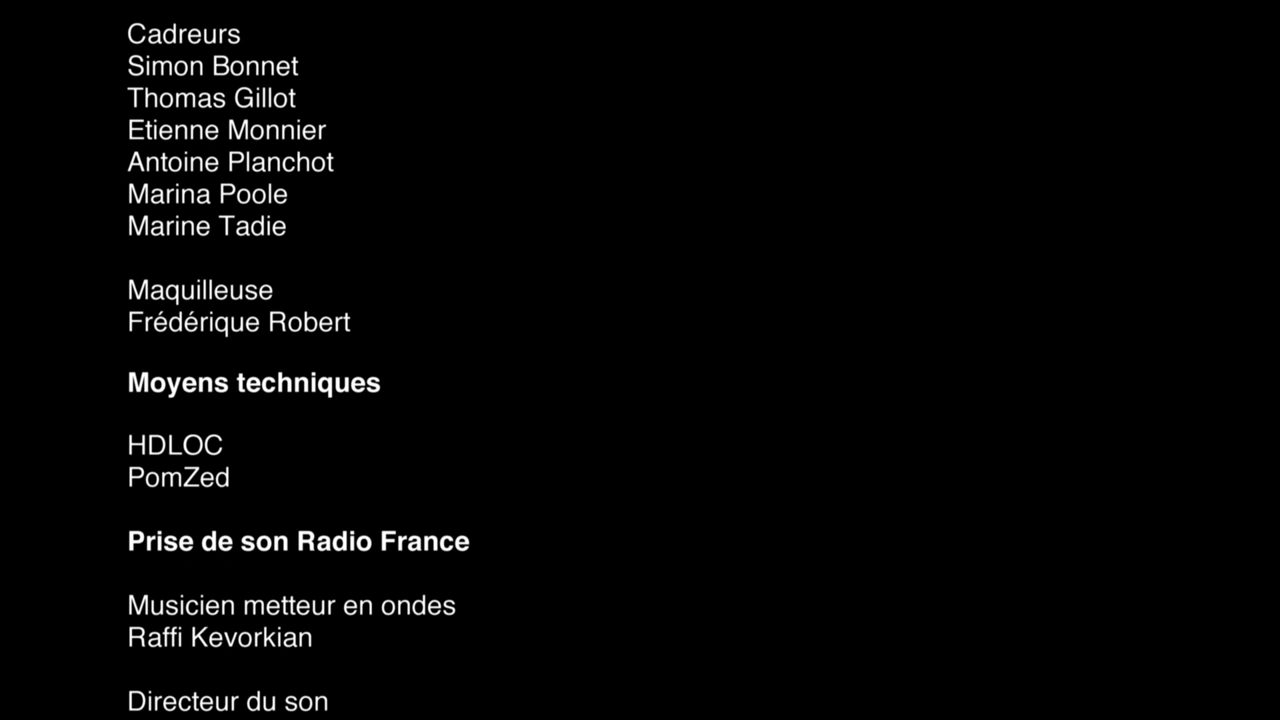 Cadreurs
Simon Bonnet
Thomas Gillot
Etienne Monnier
Antoine Planchot
Marina Poole
Marine Tadie
Maquilleuse
Frédérique Robert
Moyens techniques
HDLOC
PomZed
Prise de son Radio France
Musicien metteur en ondes
Raffi Kevorkian
Directeur du son